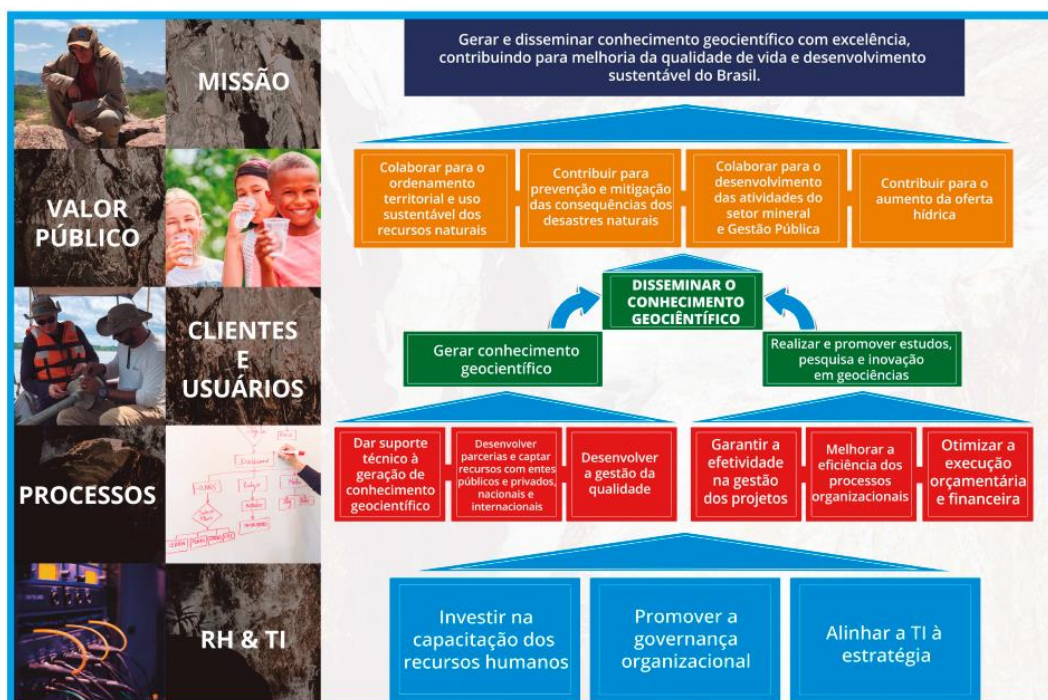 MISSÃO
Gerar e disseminar conhecimento geocientífico com excelência,
contribuindo para melhoria da qualidade de vida e desenvolvimento
sustentável do Brasil.
VALOR
PÚBLICO
Colaborar para o
ordenamento
territorial e uso
sustentável dos
recursos naturais
Contribuir para
prevenção e mitigação
das consequências dos
desastres naturais
Colaborar para o
desenvolvimento
das atividades do
setor mineral
e Gestão Pública
Contribuir para o
aumento da oferta
hídrica
CLIENTES
E
USUÁRIOS
DISSEMINAR O
CONHECIMENTO
GEOCIÊNTÍFICO
Gerar conhecimento
geocientífico
Realizar e promover estudos,
pesquisa e inovação
em geociências
PROCESSOS
Dar suporte
técnico à
geração de
conhecimento
geocientífico
Desenvolver
parcerias e captar
recursos com entes
públicos e privados,
nacionais e
internacionais
Desenvolver
a gestão da
qualidade
Garantir a
efetividade
na gestão
dos projetos
Melhorar a
eficiência dos
processos
organizacionais
Otimizar a
execução
orçamentária
e financeira
RH & TI
Investir na
capacitação dos
recursos humanos
Promover a
governança
organizacional
Alinhar a TI à
estratégia